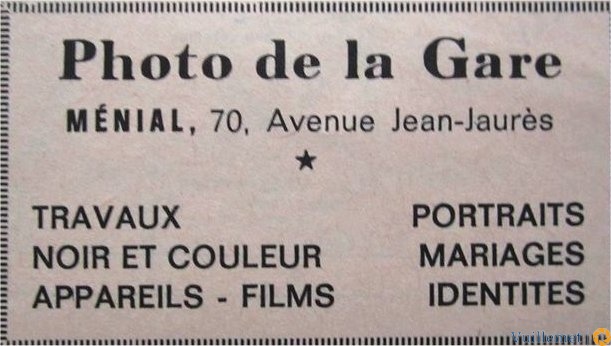 Photo de la Gare
MÉNIAL, 70, Avenue Jean-Jaurès
★
TRAVAUX PORTRAITS
NOIR ET COULEUR MARIAGES
APPAREILS - FILMS IDENTITES